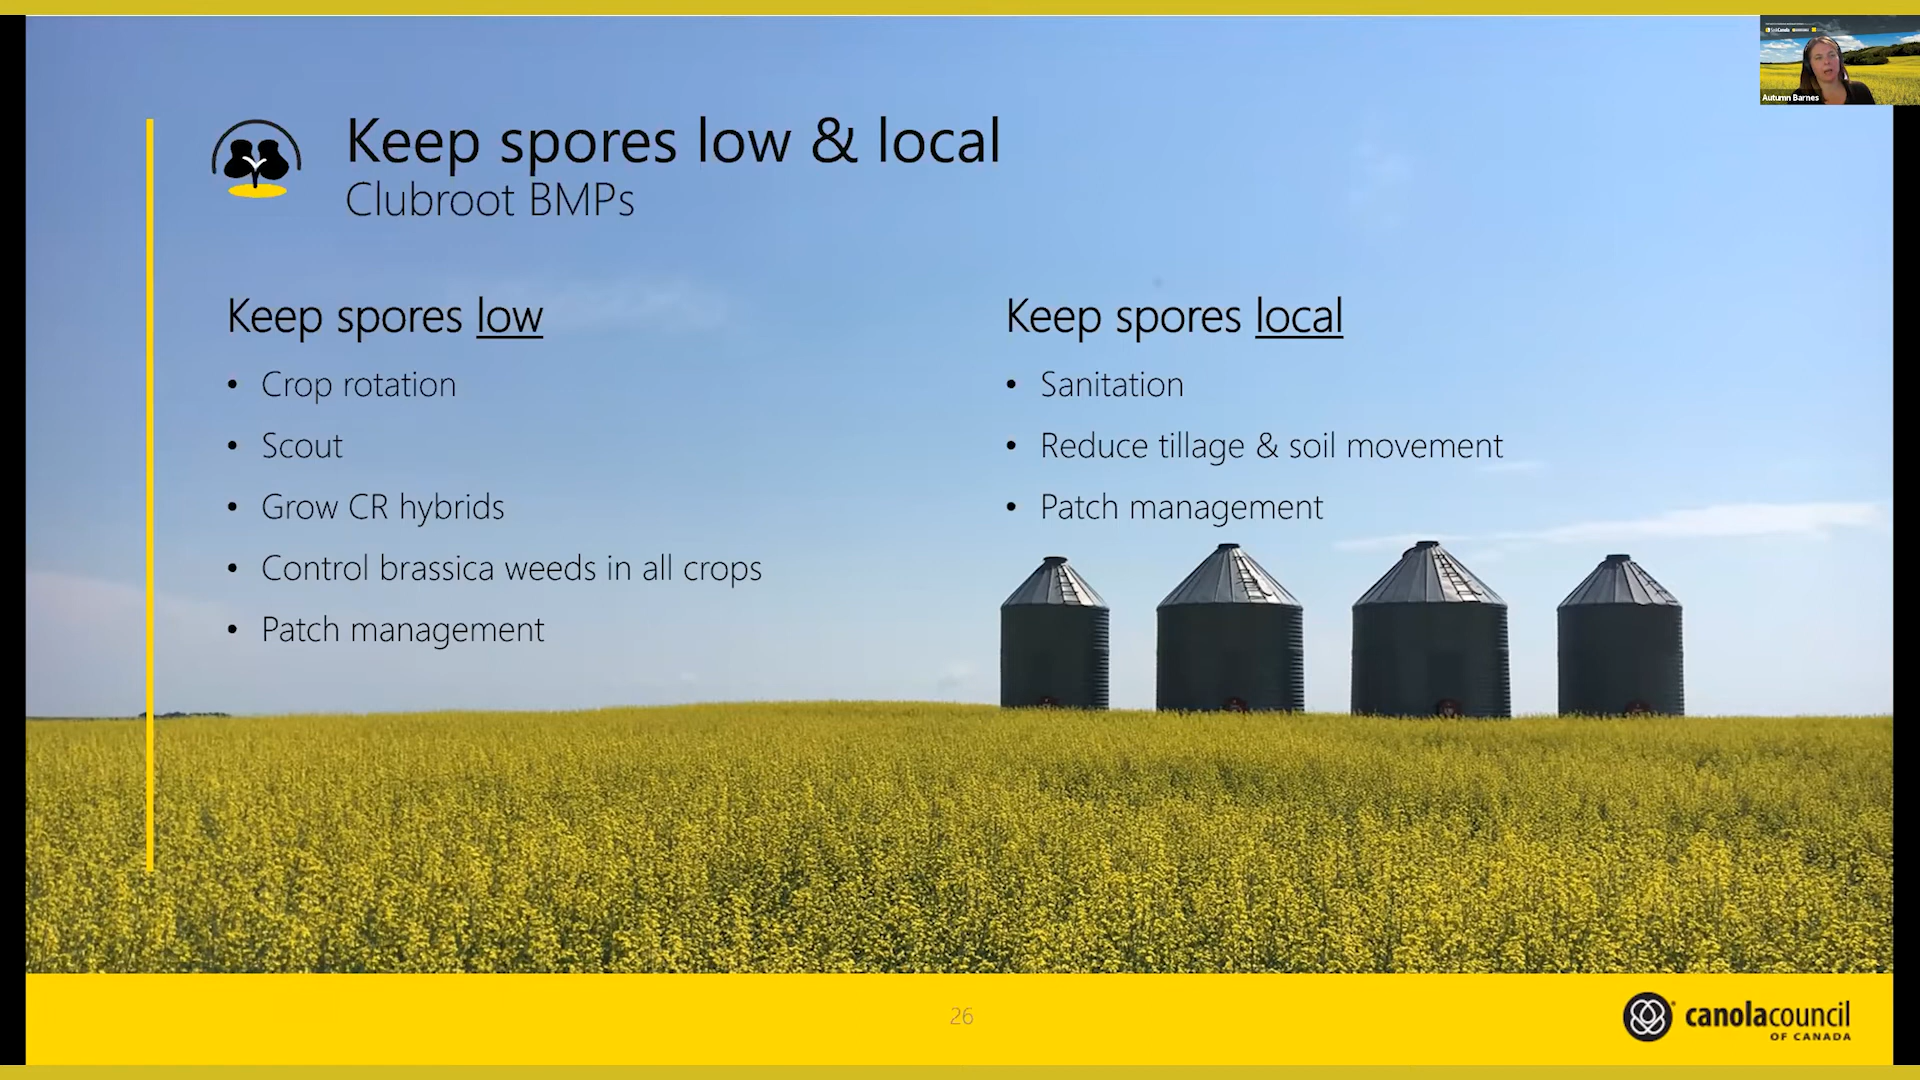 Keep spores low & local
Clubroot BMPs
Keep spores low
• Crop rotation
• Scout
• Grow CR hybrids
• Control brassica weeds in all crops
• Patch management
Keep spores local
• Sanitation
• Reduce tillage & soil movement
• Patch management
Autumn Barnes
26
canolacouncil
OF CANADA